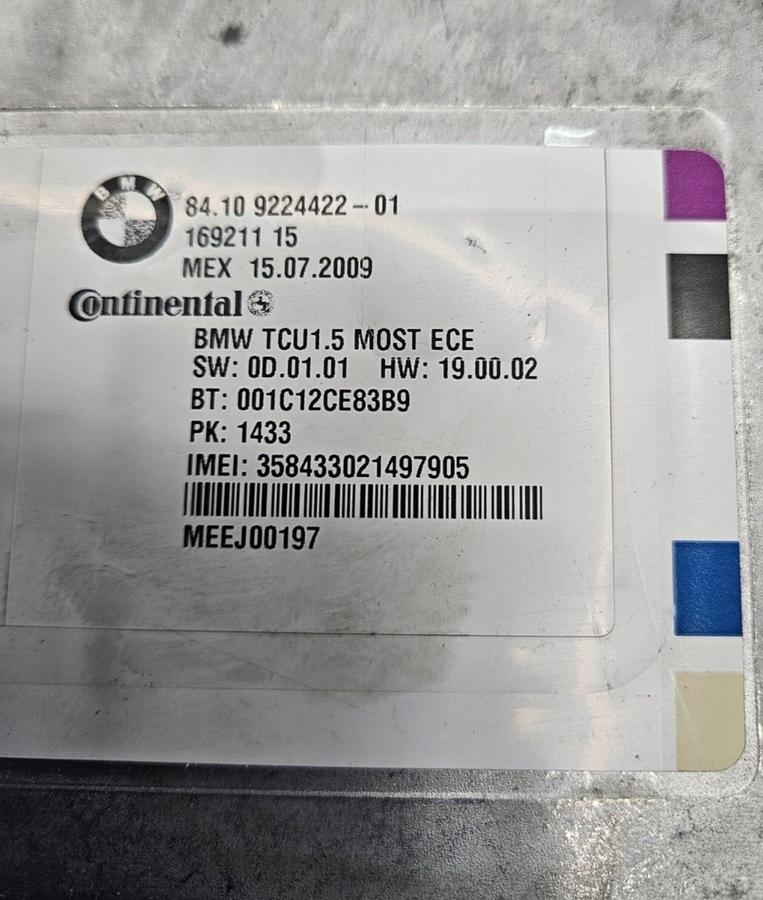 BMW
84.10 9224422-01
169211 15
MEX 15.07.2009
Continental
BMW TCU1.5 MOST ECE
SW: 0D.01.01 HW: 19.00.02
BT: 001C12CE83B9
PK: 1433
IMEI: 358433021497905
MEEJ00197